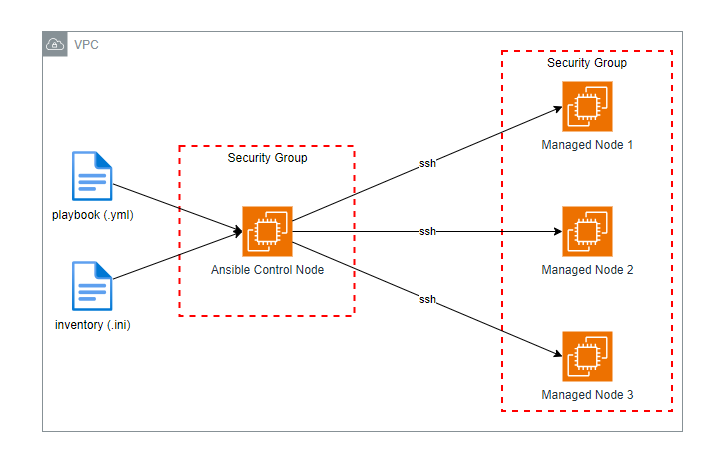 VPC
Security Group
Managed Node 1
Security Group
ssh
playbook (.yml)
ssh
Managed Node 2
Ansible Control Node
ssh
inventory (.ini)
Managed Node 3